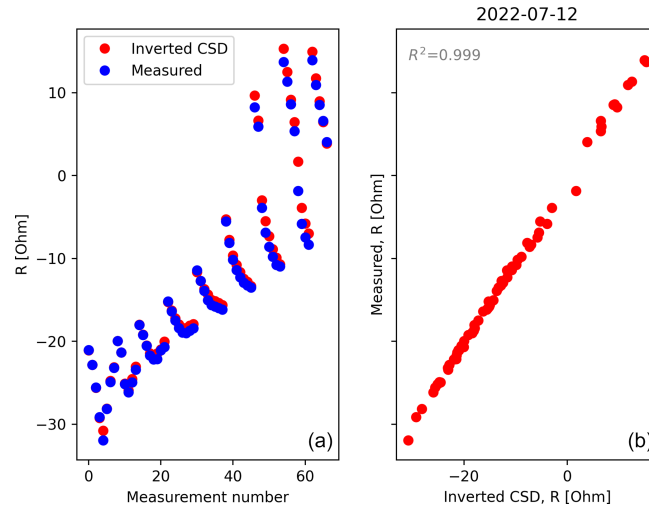 2022-07-12
Inverted CSD
Measured
R²=0.999
R [Ohm]
10
0
−10
−20
−30
(a)
0 20 40 60
Measurement number
Measured, R [Ohm]
(b)
−20 0
Inverted CSD, R [Ohm]